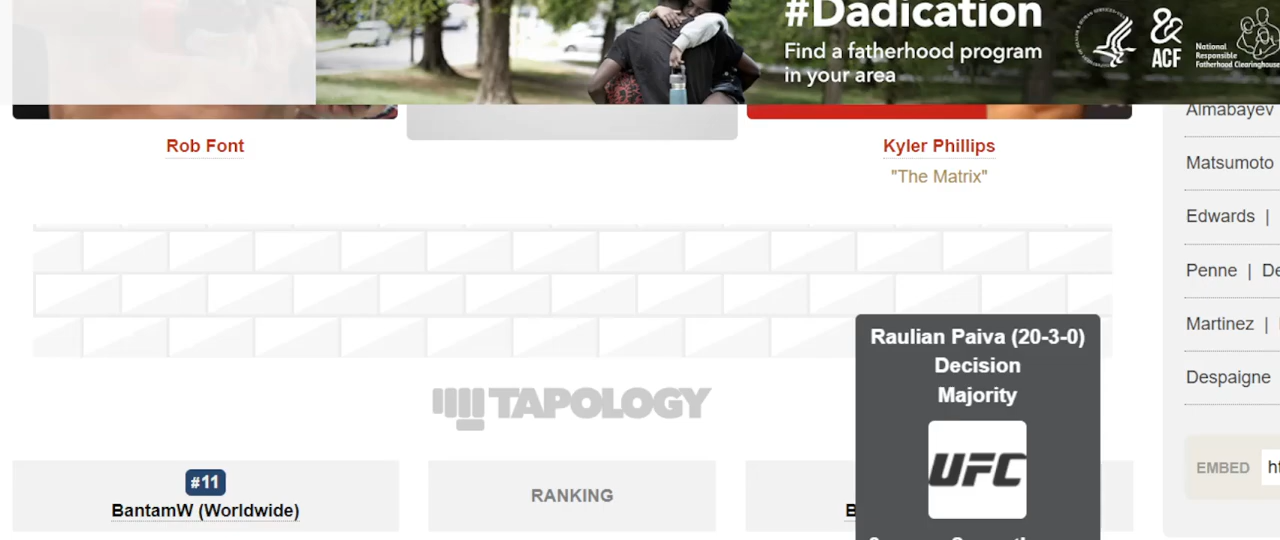 #Dadication
Find a fatherhood program
in your area
ACF
National
Responsible
Fatherhood Clearinghouse
Rob Font
Kyler Phillips
"The Matrix"
Almabayev
Matsumoto
Edwards |
Penne | De
Martinez |
Despaigne
Raulian Paiva (20-3-0)
Decision
Majority
UFC
TAPOLOGY
#11
BantamW (Worldwide)
RANKING
B
EMBED ht